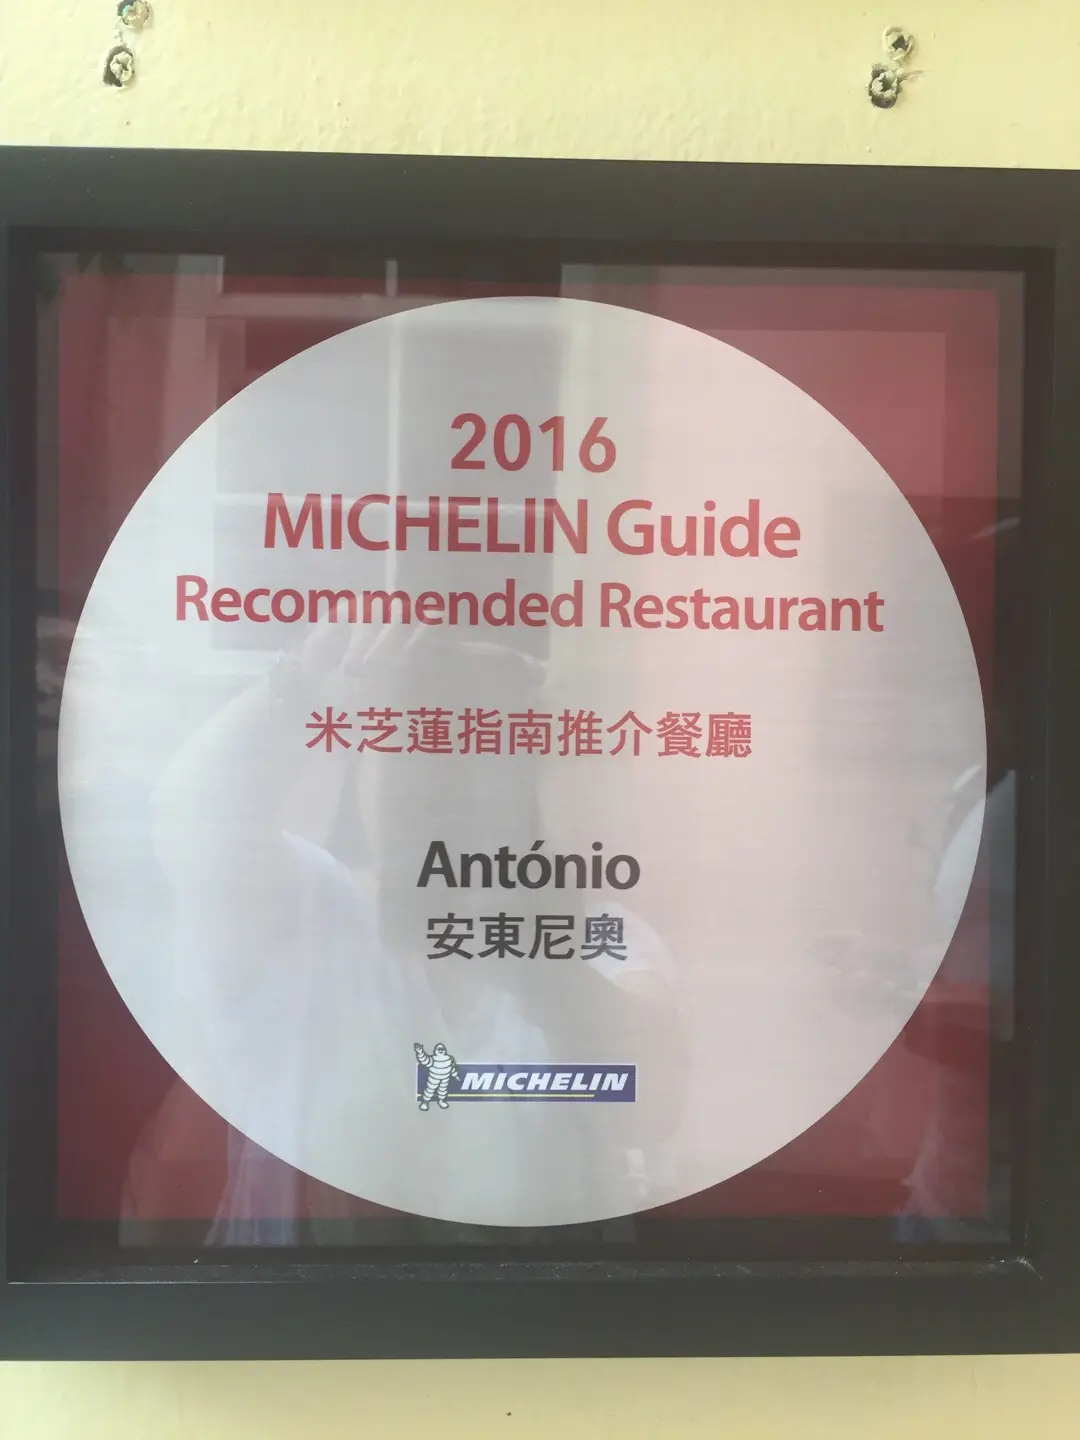 2016
MICHELIN Guide
Recommended Restaurant
米芝蓮指南推介餐廳
António
安東尼奧
MICHELIN